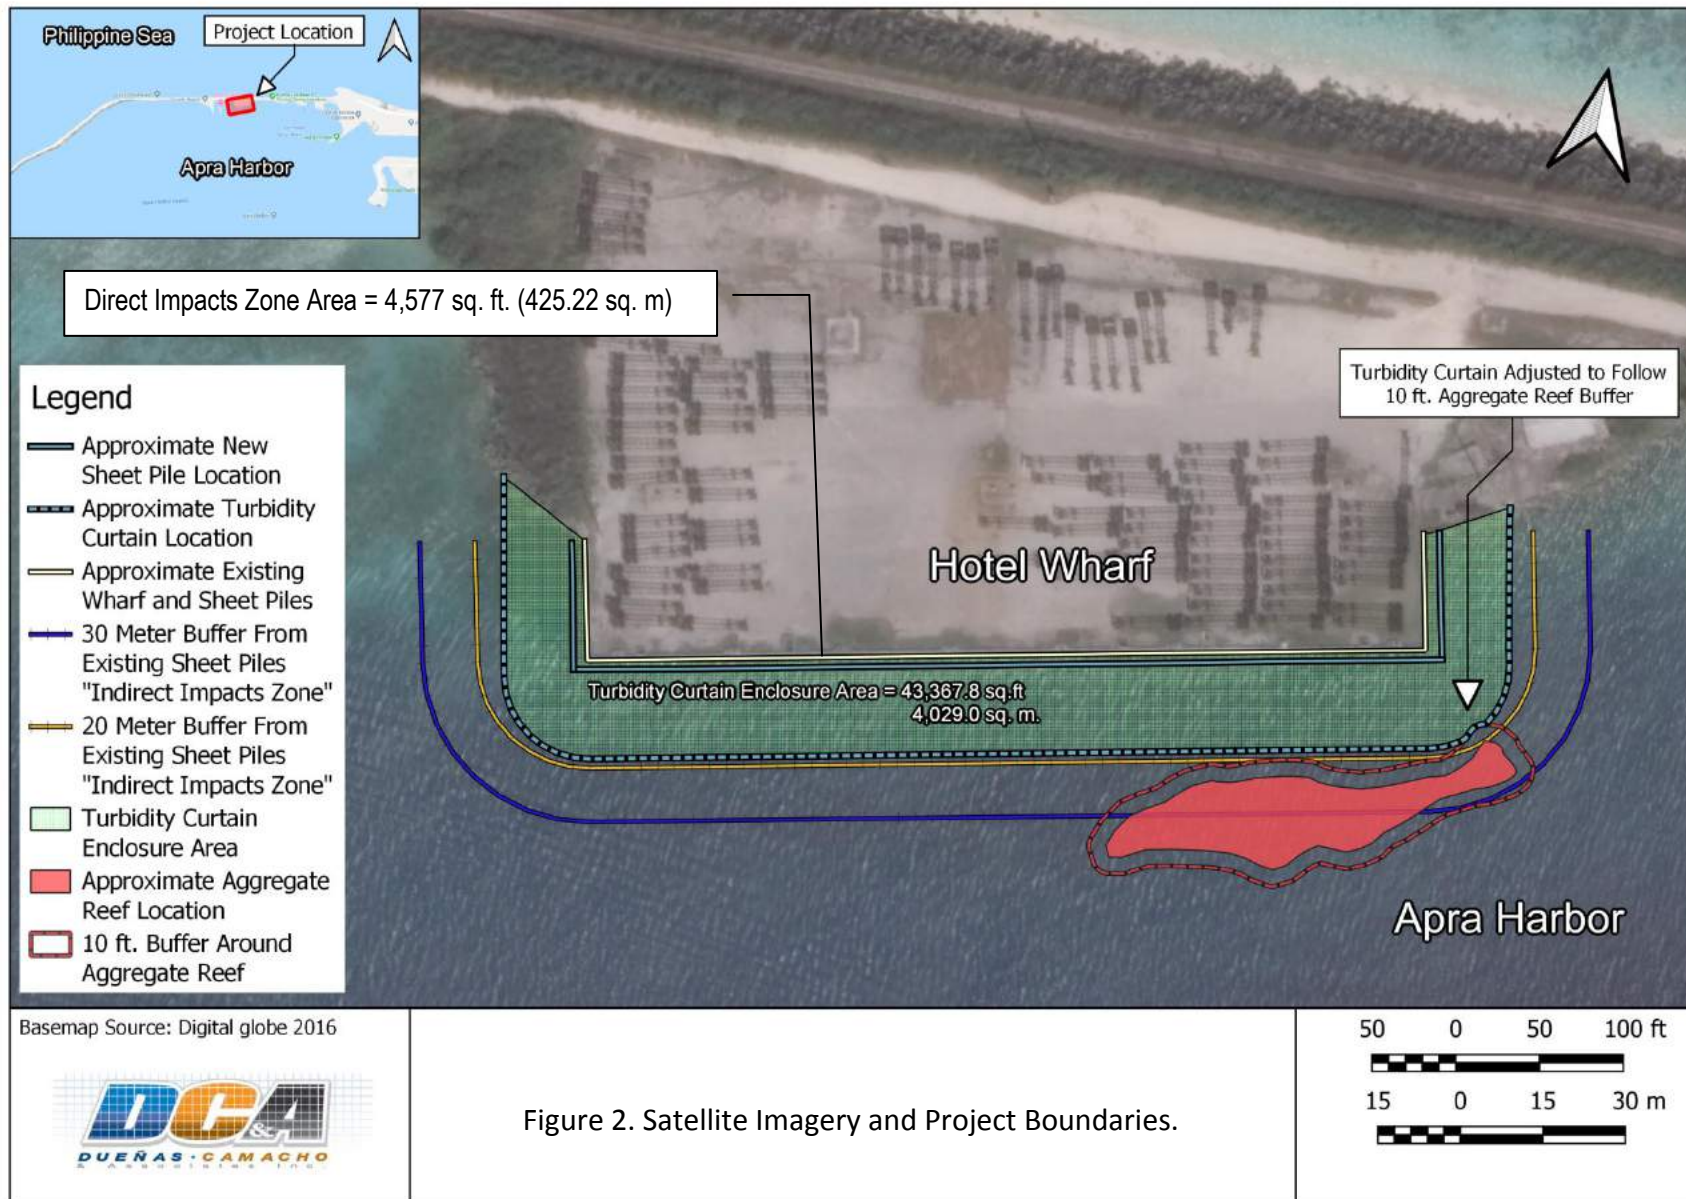 Philippine Sea
Project Location
Apra Harbor
Direct Impacts Zone Area = 4,577 sq. ft. (425.22 sq. m)
Turbidity Curtain Adjusted to Follow
10 ft. Aggregate Reef Buffer
Legend
Approximate New
Sheet Pile Location
Approximate Turbidity
Curtain Location
Approximate Existing
Wharf and Sheet Piles
30 Meter Buffer From
Existing Sheet Piles
"Indirect Impacts Zone"
20 Meter Buffer From
Existing Sheet Piles
"Indirect Impacts Zone"
Turbidity Curtain
Enclosure Area
Approximate Aggregate
Reef Location
10 ft. Buffer Around
Aggregate Reef
Hotel Wharf
Turbidity Curtain Enclosure Area = 43,367.8 sq.ft
4,029.0 sq. m.
Apra Harbor
Basemap Source: Digital globe 2016
DC&A
DUEÑAS · CAMACHO
& Associates Inc.
Figure 2. Satellite Imagery and Project Boundaries.
50 0 50 100 ft
15 0 15 30 m